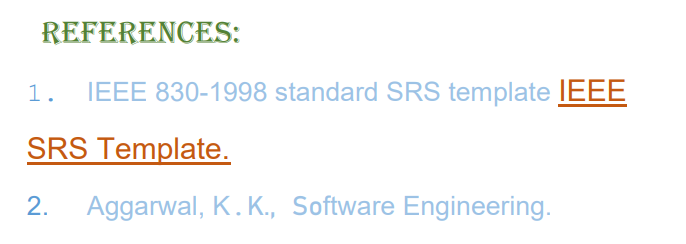 REFERENCES:
1. IEEE 830-1998 standard SRS template IEEE
SRS Template.
2. Aggarwal, K.K., Software Engineering.